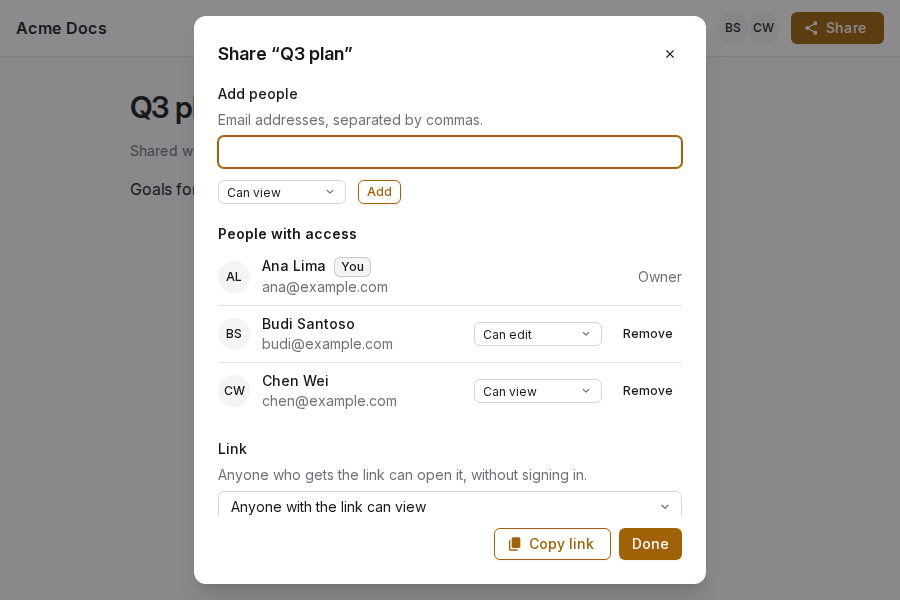 Acme Docs
BS
CW
Share
Q3 p
Shared w
Goals for
Share “Q3 plan”
Add people
Email addresses, separated by commas.
Can view
Add
People with access
AL
Ana Lima
You
ana@example.com
Owner
BS
Budi Santoso
budi@example.com
Can edit
Remove
CW
Chen Wei
chen@example.com
Can view
Remove
Link
Anyone who gets the link can open it, without signing in.
Anyone with the link can view
Copy link
Done